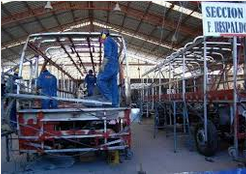 SECCION
F. RESPALDO